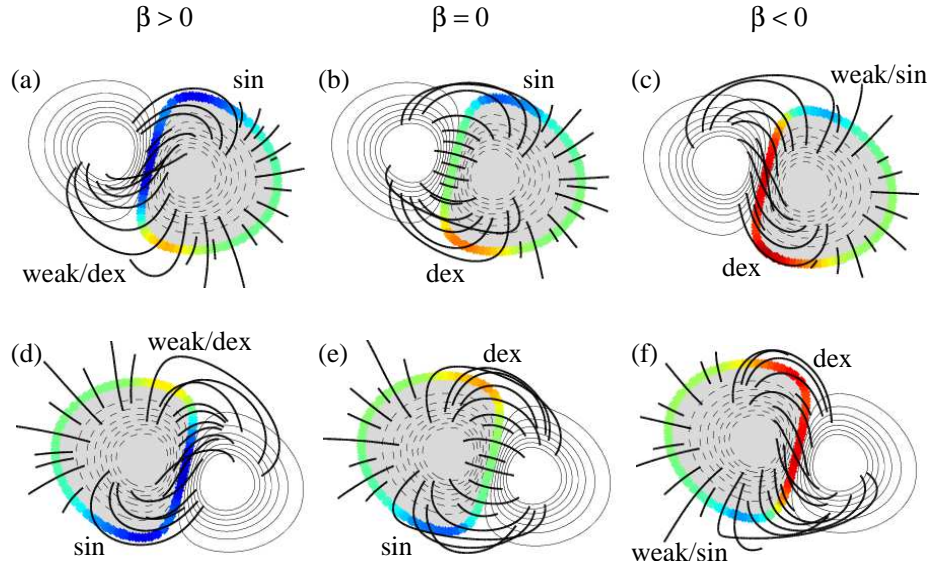 β > 0
β = 0
β < 0
(a)
sin
weak/dex
(b)
sin
dex
(c)
weak/sin
dex
(d)
weak/dex
sin
(e)
dex
sin
(f)
dex
weak/sin